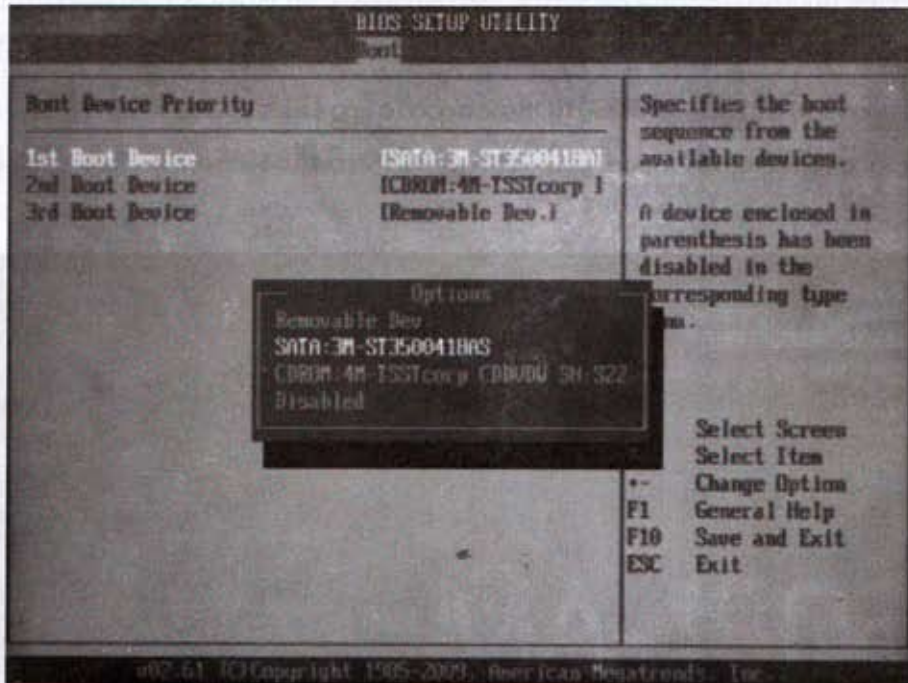 BIOS SETUP UTILITY
Boot
Boot Device Priority
1st Boot Device [SATA:3M-ST3500418A]
2nd Boot Device [CDROM:4M-TSSTcorp ]
3rd Boot Device [Removable Dev.]
Options
Removable Dev
SATA:3M-ST3500418AS
CDROM:4M-TSSTcorp CDDVDW SH-S22
Disabled
Specifies the boot
sequence from the
available devices.
A device enclosed in
parenthesis has been
disabled in the
corresponding type
Select Screen
Select Item
+- Change Option
F1 General Help
F10 Save and Exit
ESC Exit
v02.61 (C)Copyright 1985-2009, American Megatrends, Inc.